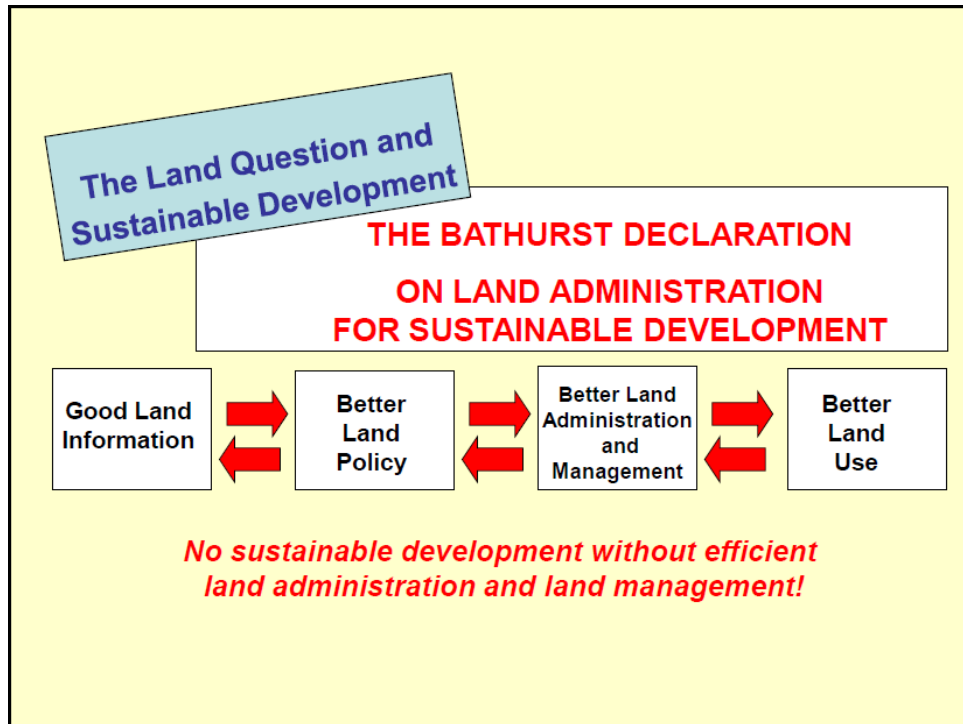 The Land Question and
Sustainable Development
THE BATHURST DECLARATION
ON LAND ADMINISTRATION
FOR SUSTAINABLE DEVELOPMENT
Good Land
Information
Better
Land
Policy
Better Land
Administration
and
Management
Better
Land
Use
No sustainable development without efficient
land administration and land management!